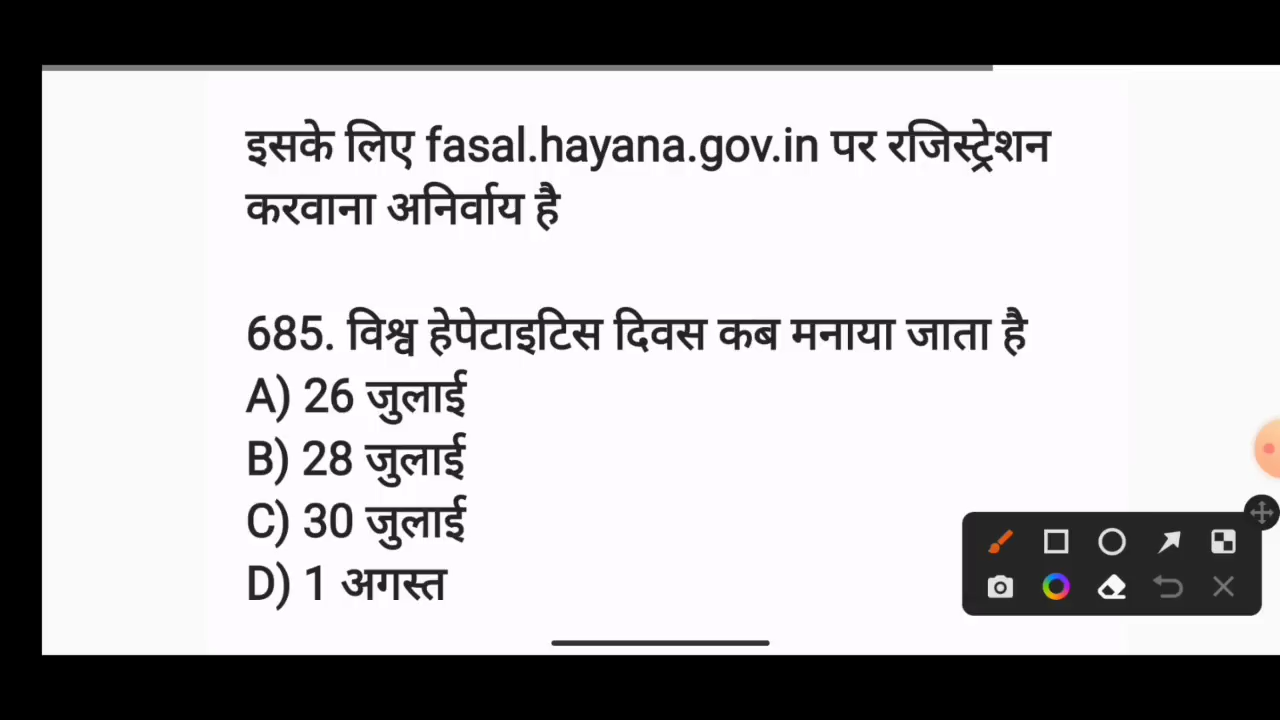 इसके लिए fasal.hayana.gov.in पर रजिस्ट्रेशन
करवाना अनिर्वाय है
685. विश्व हेपेटाइटिस दिवस कब मनाया जाता है
A) 26 जुलाई
B) 28 जुलाई
C) 30 जुलाई
D) 1 अगस्त